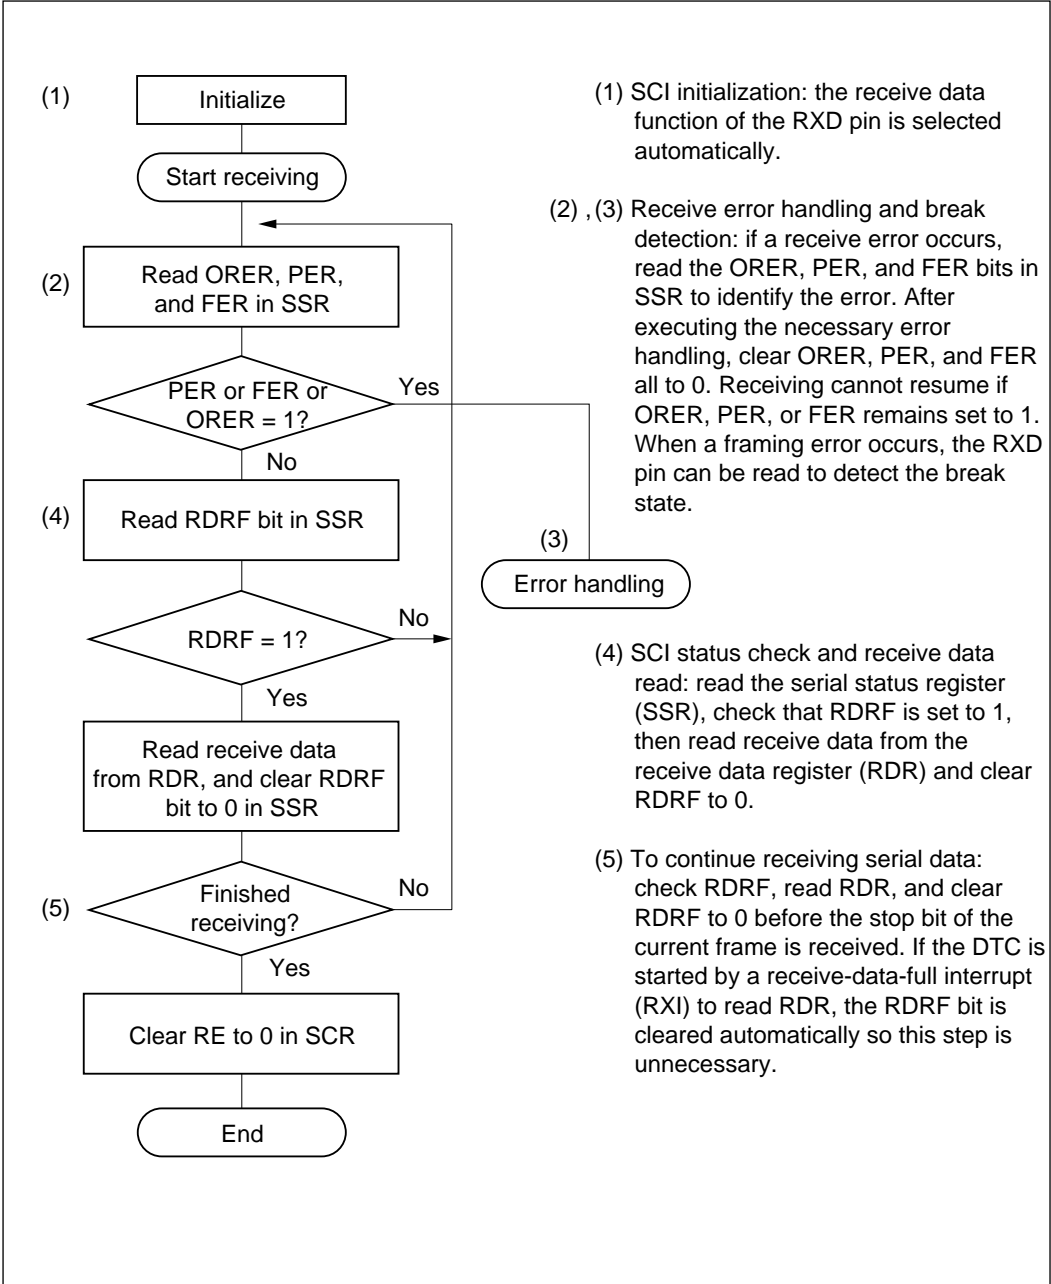 (1)
Initialize
Start receiving
(2)
Read ORER, PER,
and FER in SSR
PER or FER or
ORER = 1?
Yes
No
(4)
Read RDRF bit in SSR
(3)
Error handling
RDRF = 1?
No
Yes
Read receive data
from RDR, and clear RDRF
bit to 0 in SSR
(5)
Finished
receiving?
No
Yes
Clear RE to 0 in SCR
End
(1) SCI initialization: the receive data
function of the RXD pin is selected
automatically.
(2) , (3) Receive error handling and break
detection: if a receive error occurs,
read the ORER, PER, and FER bits in
SSR to identify the error. After
executing the necessary error
handling, clear ORER, PER, and FER
all to 0. Receiving cannot resume if
ORER, PER, or FER remains set to 1.
When a framing error occurs, the RXD
pin can be read to detect the break
state.
(4) SCI status check and receive data
read: read the serial status register
(SSR), check that RDRF is set to 1,
then read receive data from the
receive data register (RDR) and clear
RDRF to 0.
(5) To continue receiving serial data:
check RDRF, read RDR, and clear
RDRF to 0 before the stop bit of the
current frame is received. If the DTC is
started by a receive-data-full interrupt
(RXI) to read RDR, the RDRF bit is
cleared automatically so this step is
unnecessary.